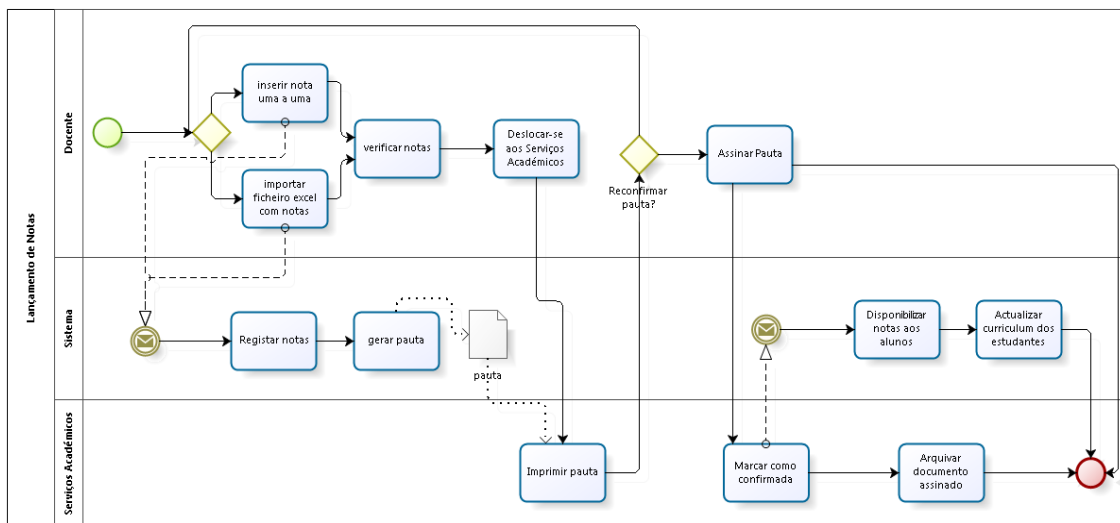 Lançamento de Notas
Docente
inserir nota
uma a uma
importar
ficheiro excel
com notas
verificar notas
Deslocar-se
aos Serviços
Académicos
Reconfirmar
pauta?
Assinar Pauta
Sistema
Registar notas
gerar pauta
pauta
Disponibilizar
notas aos
alunos
Actualizar
curriculum dos
estudantes
Serviços Académicos
Imprimir pauta
Marcar como
confirmada
Arquivar
documento
assinado